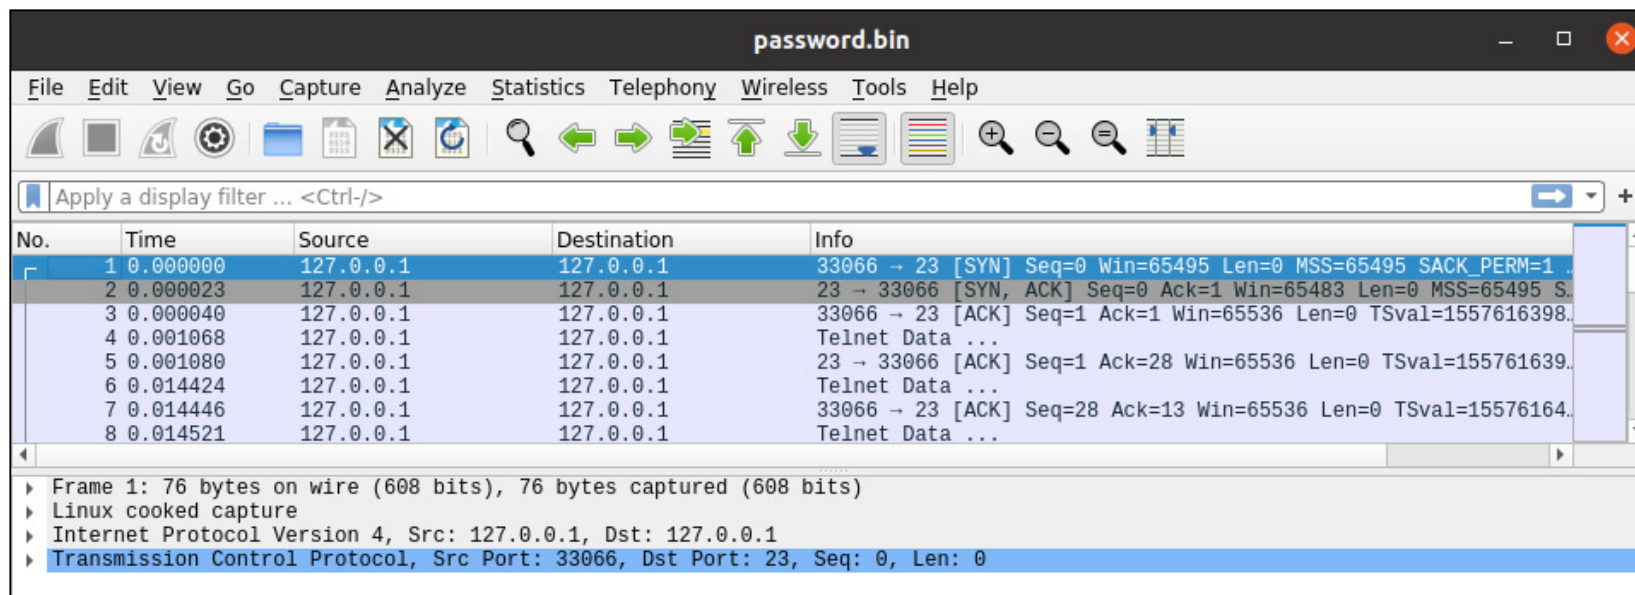 password.bin
File Edit View Go Capture Analyze Statistics Telephony Wireless Tools Help
Apply a display filter ... <Ctrl-/>
No. Time Source Destination Info
1 0.000000 127.0.0.1 127.0.0.1 33066 → 23 [SYN] Seq=0 Win=65495 Len=0 MSS=65495 SACK_PERM=1 …
2 0.000023 127.0.0.1 127.0.0.1 23 → 33066 [SYN, ACK] Seq=0 Ack=1 Win=65483 Len=0 MSS=65495 S…
3 0.000040 127.0.0.1 127.0.0.1 33066 → 23 [ACK] Seq=1 Ack=1 Win=65536 Len=0 TSval=1557616398…
4 0.001068 127.0.0.1 127.0.0.1 Telnet Data ...
5 0.001080 127.0.0.1 127.0.0.1 23 → 33066 [ACK] Seq=1 Ack=28 Win=65536 Len=0 TSval=155761639…
6 0.014424 127.0.0.1 127.0.0.1 Telnet Data ...
7 0.014446 127.0.0.1 127.0.0.1 33066 → 23 [ACK] Seq=28 Ack=13 Win=65536 Len=0 TSval=15576164…
8 0.014521 127.0.0.1 127.0.0.1 Telnet Data ...
Frame 1: 76 bytes on wire (608 bits), 76 bytes captured (608 bits)
Linux cooked capture
Internet Protocol Version 4, Src: 127.0.0.1, Dst: 127.0.0.1
Transmission Control Protocol, Src Port: 33066, Dst Port: 23, Seq: 0, Len: 0